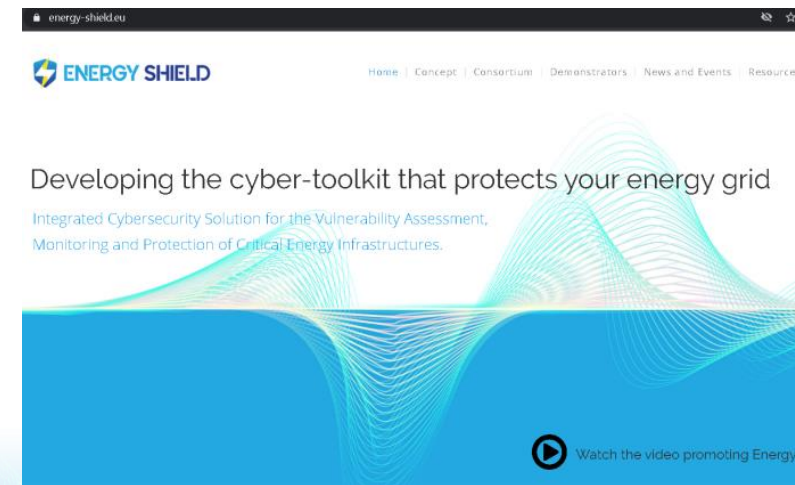 energy-shield.eu
ENERGY SHIELD
Home | Concept | Consortium | Demonstrators | News and Events | Resource
Developing the cyber-toolkit that protects your energy grid
Integrated Cybersecurity Solution for the Vulnerability Assessment,
Monitoring and Protection of Critical Energy Infrastructures.
Watch the video promoting Energy